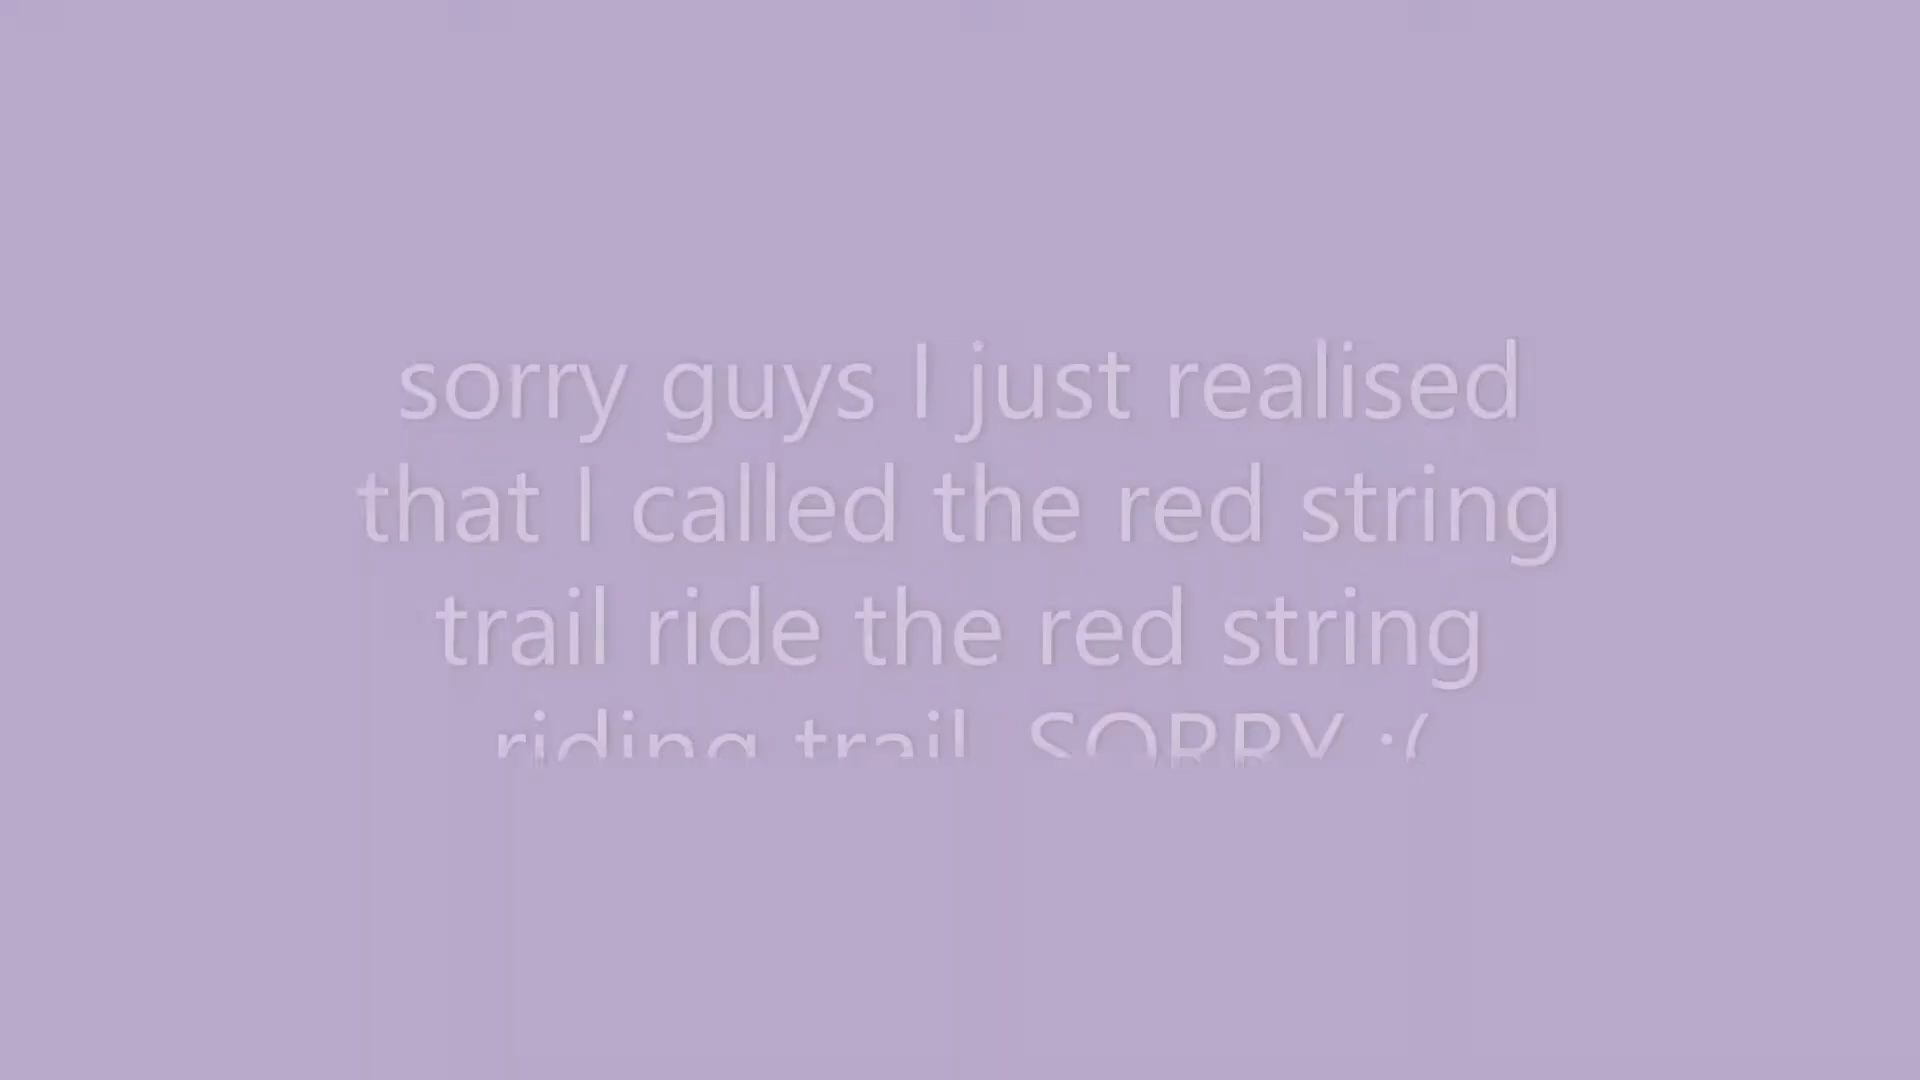 sorry guys I just realised
that I called the red string
trail ride the red string
riding trail. SORRY :(